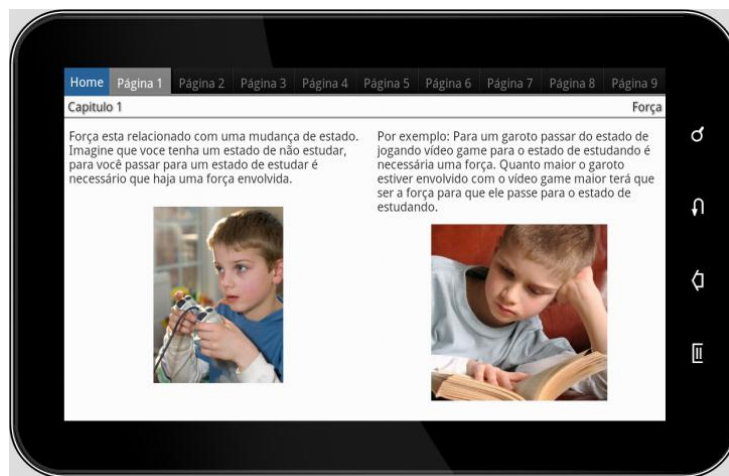 Home Página 1 Página 2 Página 3 Página 4 Página 5 Página 6 Página 7 Página 8 Página 9
Capitulo 1 Força
Força esta relacionado com uma mudança de estado.
Imagine que voce tenha um estado de não estudar,
para você passar para um estado de estudar é
necessário que haja uma força envolvida.
Por exemplo: Para um garoto passar do estado de
jogando vídeo game para o estado de estudando é
necessária uma força. Quanto maior o garoto
estiver envolvido com o vídeo game maior terá que
ser a força para que ele passe para o estado de
estudando.